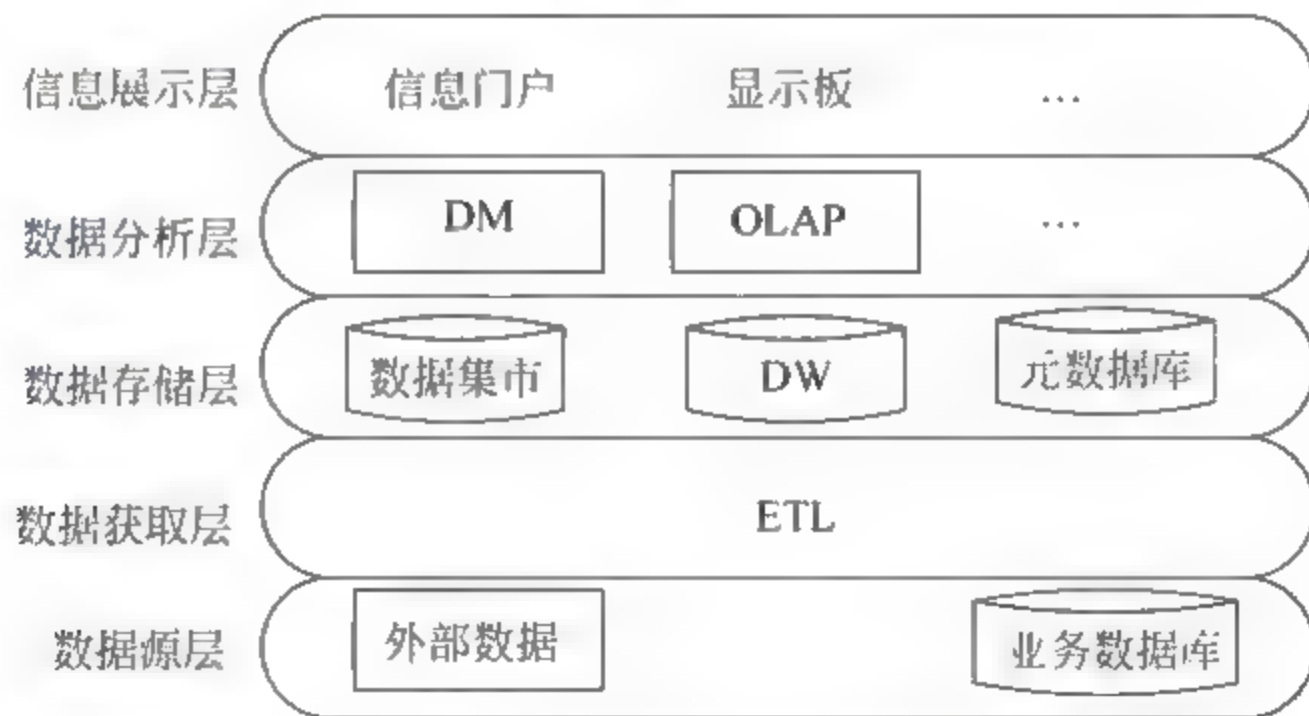 信息展示层 信息门户 显示板 …
数据分析层 DM OLAP …
数据存储层 数据集市 DW 元数据库
数据获取层 ETL
数据源层 外部数据 业务数据库